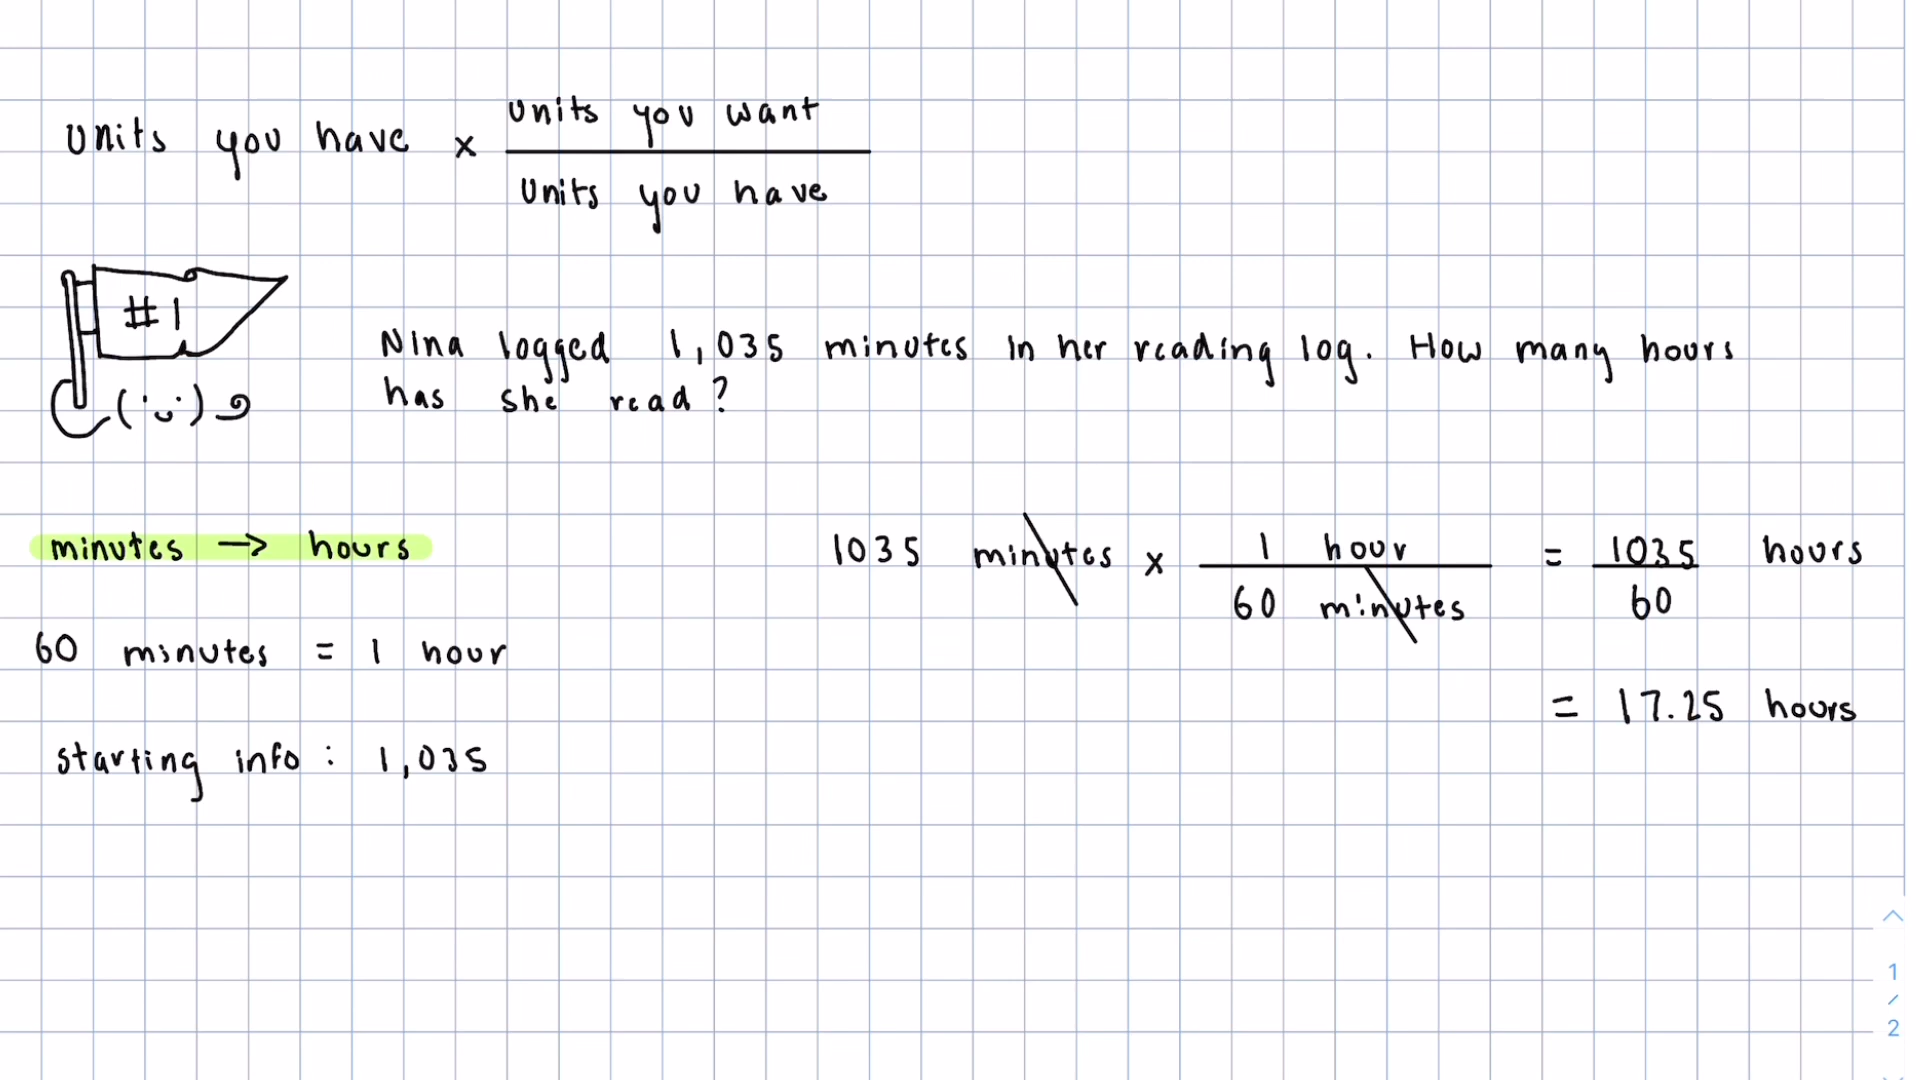 units you have x units you want
units you have
#1
Nina logged 1,035 minutes in her reading log. How many hours
has she read?
minutes → hours
1035 minutes x 1 hour = 1035 hours
60 minutes 60
60 minutes = 1 hour
= 17.25 hours
starting info: 1,035
1
/
2